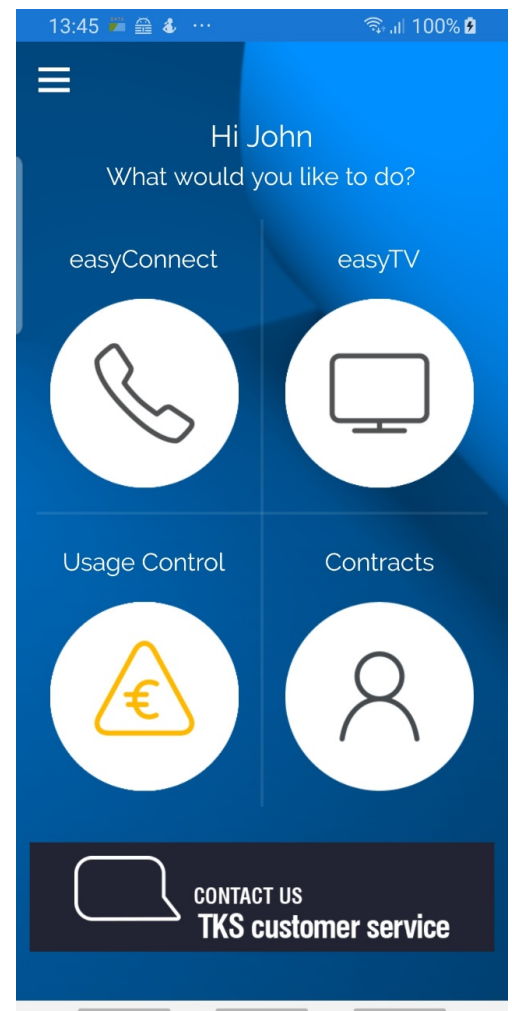 13:45 ··· 100%
Hi John
What would you like to do?
easyConnect easyTV
Usage Control Contracts
€
CONTACT US
TKS customer service